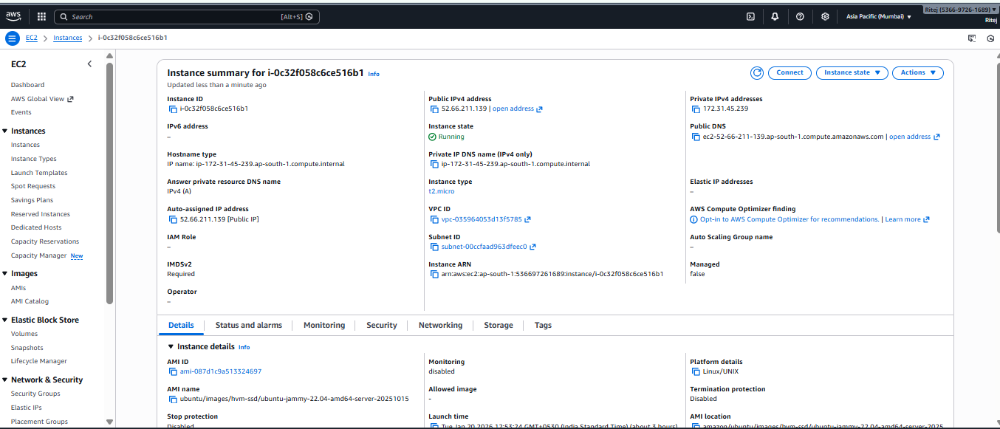 aws
Search [Alt+S]
Asia Pacific (Mumbai)
Ritej (5366-9726-1689)
Ritej
EC2 > Instances > i-0c32f058c6ce516b1
EC2
Dashboard
AWS Global View
Events
Instances
Instances
Instance Types
Launch Templates
Spot Requests
Savings Plans
Reserved Instances
Dedicated Hosts
Capacity Reservations
Capacity Manager New
Images
AMIs
AMI Catalog
Elastic Block Store
Volumes
Snapshots
Lifecycle Manager
Network & Security
Security Groups
Elastic IPs
Placement Groups
Instance summary for i-0c32f058c6ce516b1 Info
Updated less than a minute ago
Connect
Instance state
Actions
Instance ID
i-0c32f058c6ce516b1
IPv6 address
–
Hostname type
IP name: ip-172-31-45-239.ap-south-1.compute.internal
Answer private resource DNS name
IPv4 (A)
Auto-assigned IP address
52.66.211.139 [Public IP]
IAM Role
–
IMDSv2
Required
Operator
–
Public IPv4 address
52.66.211.139 | open address
Instance state
Running
Private IP DNS name (IPv4 only)
ip-172-31-45-239.ap-south-1.compute.internal
Instance type
t2.micro
VPC ID
vpc-035964053d13f5785
Subnet ID
subnet-00ccfaad963dfeec0
Instance ARN
arn:aws:ec2:ap-south-1:536697261689:instance/i-0c32f058c6ce516b1
Private IPv4 addresses
172.31.45.239
Public DNS
ec2-52-66-211-139.ap-south-1.compute.amazonaws.com | open address
Elastic IP addresses
–
AWS Compute Optimizer finding
Opt-in to AWS Compute Optimizer for recommendations. | Learn more
Auto Scaling Group name
–
Managed
false
Details
Status and alarms
Monitoring
Security
Networking
Storage
Tags
Instance details Info
AMI ID
ami-087d1c9a513324697
AMI name
ubuntu/images/hvm-ssd/ubuntu-jammy-22.04-amd64-server-20251015
Stop protection
Disabled
Monitoring
disabled
Allowed image
-
Launch time
Tue Jan 20 2026 12:53:24 GMT+0530 (India Standard Time) (about 3 hours)
Platform details
Linux/UNIX
Termination protection
Disabled
AMI location
amazon/ubuntu/images/hvm-ssd/ubuntu-jammy-22.04-amd64-server-2025